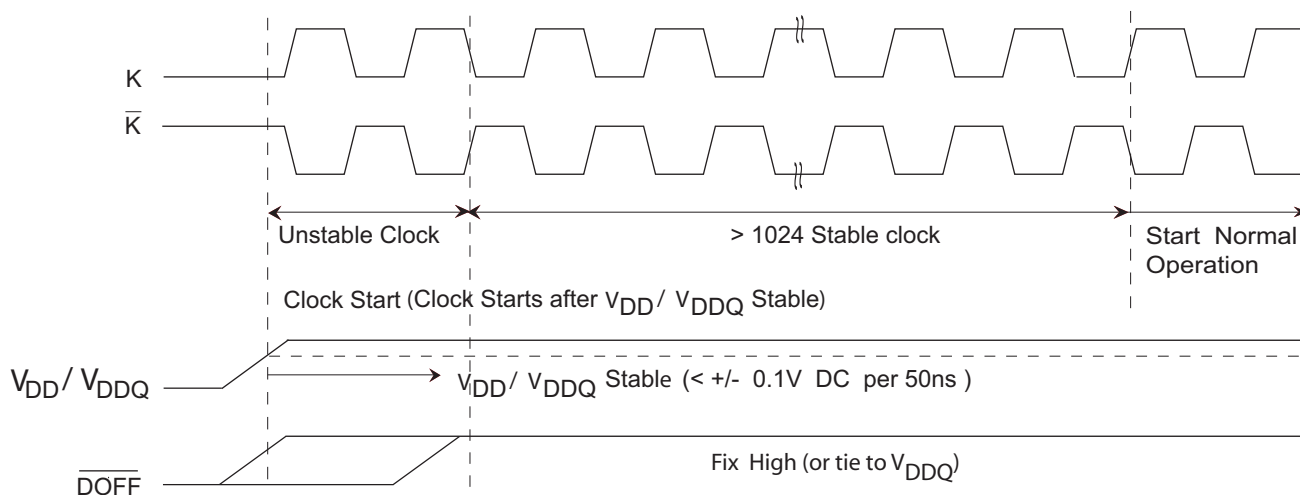 K
K̅
Unstable Clock
> 1024 Stable clock
Start Normal
Operation
Clock Start (Clock Starts after VDD / VDDQ Stable)
VDD / VDDQ
VDD / VDDQ Stable (< +/- 0.1V DC per 50ns )
Fix High (or tie to VDDQ)
D̅O̅F̅F̅